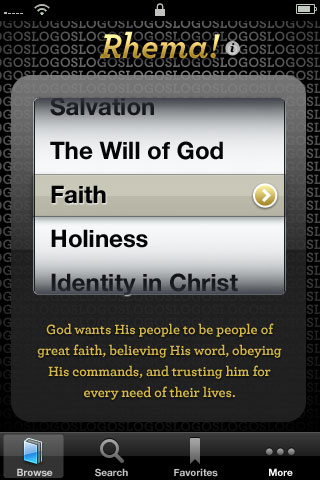 Rhema!
Salvation
The Will of God
Faith
Holiness
Identity in Christ
God wants His people to be people of
great faith, believing His word, obeying
His commands, and trusting him for
every need of their lives.
Browse
Search
Favorites
More